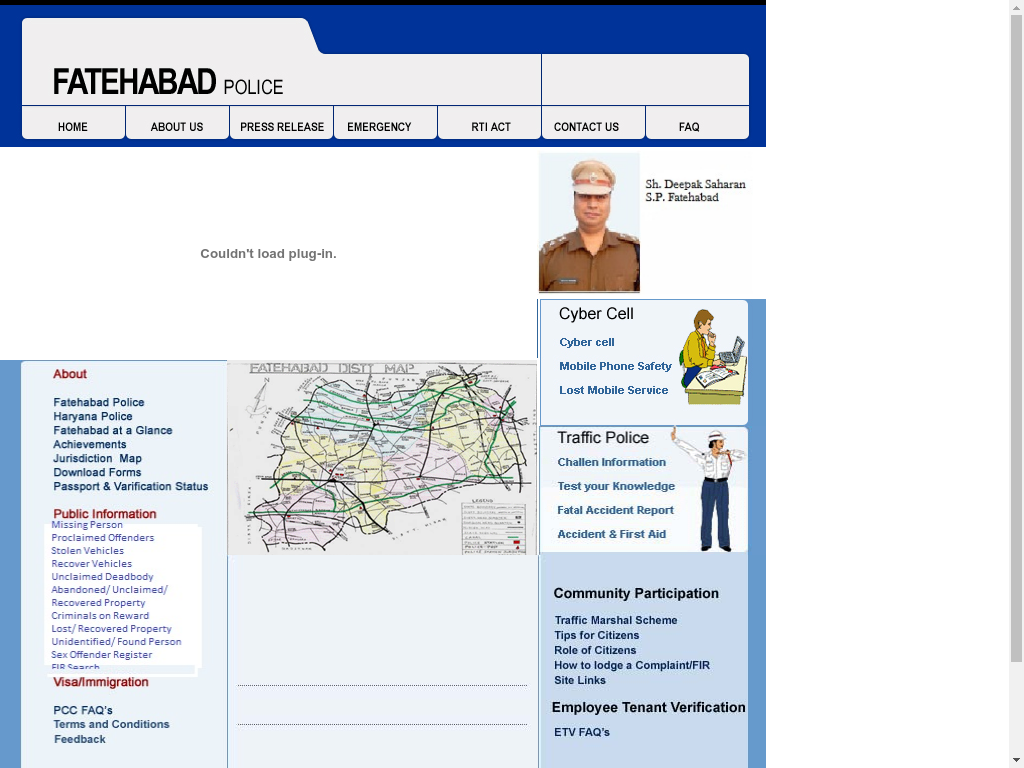 FATEHABAD POLICE
HOME
ABOUT US
PRESS RELEASE
EMERGENCY
RTI ACT
CONTACT US
FAQ
Couldn't load plug-in.
Sh. Deepak Saharan
S.P. Fatehabad
Cyber Cell
Cyber cell
Mobile Phone Safety
Lost Mobile Service
About
Fatehabad Police
Haryana Police
Fatehabad at a Glance
Achievements
Jurisdiction Map
Download Forms
Passport & Varification Status
Public Information
Missing Person
Proclaimed Offenders
Stolen Vehicles
Recover Vehicles
Unclaimed Deadbody
Abandoned/ Unclaimed/
Recovered Property
Criminals on Reward
Lost/ Recovered Property
Unidentified/ Found Person
Sex Offender Register
FIR Search
Visa/Immigration
PCC FAQ's
Terms and Conditions
Feedback
FATEHABAD DISTT MAP
LEGEND
Traffic Police
Challen Information
Test your Knowledge
Fatal Accident Report
Accident & First Aid
Community Participation
Traffic Marshal Scheme
Tips for Citizens
Role of Citizens
How to lodge a Complaint/FIR
Site Links
Employee Tenant Verification
ETV FAQ's